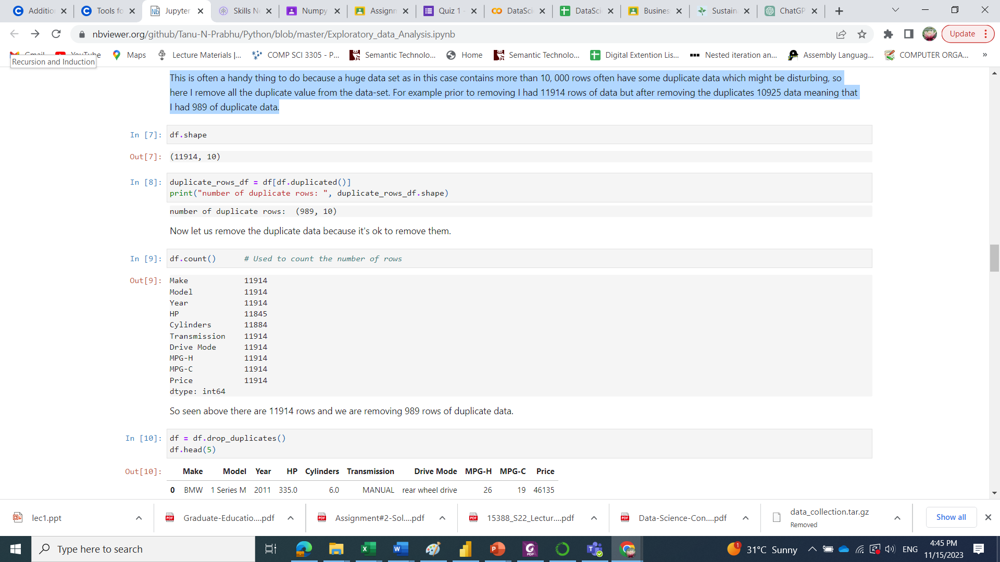 Additio
Tools fo
Jupyter
Skills Ne
Numpy
Assignm
Quiz 1 -
DataScie
DataScie
Busines
Sustain
ChatGP
nbviewer.org/github/Tanu-N-Prabhu/Python/blob/master/Exploratory_data_Analysis.ipynb
Update
Gmail
YouTube
Maps
Lecture Materials |...
COMP SCI 3305 - P...
Semantic Technolo...
Home
Semantic Technolo...
Digital Extention Lis...
Nested iteration an...
Assembly Languag...
COMPUTER ORGA...
»
Recursion and Induction
This is often a handy thing to do because a huge data set as in this case contains more than 10, 000 rows often have some duplicate data which might be disturbing, so
here I remove all the duplicate value from the data-set. For example prior to removing I had 11914 rows of data but after removing the duplicates 10925 data meaning that
I had 989 of duplicate data.
In [7]: df.shape
Out[7]: (11914, 10)
In [8]: duplicate_rows_df = df[df.duplicated()]
print("number of duplicate rows: ", duplicate_rows_df.shape)
number of duplicate rows:  (989, 10)
Now let us remove the duplicate data because it's ok to remove them.
In [9]: df.count()      # Used to count the number of rows
Out[9]: Make            11914
Model           11914
Year            11914
HP              11845
Cylinders       11884
Transmission    11914
Drive Mode      11914
MPG-H           11914
MPG-C           11914
Price           11914
dtype: int64
So seen above there are 11914 rows and we are removing 989 rows of duplicate data.
In [10]: df = df.drop_duplicates()
df.head(5)
Out[10]: Make Model Year HP Cylinders Transmission Drive Mode MPG-H MPG-C Price
0 BMW 1 Series M 2011 335.0 6.0 MANUAL rear wheel drive 26 19 46135
lec1.ppt
Graduate-Educatio....pdf
Assignment#2-Sol....pdf
15388_S22_Lectur....pdf
Data-Science-Con....pdf
data_collection.tar.gz
Removed
Show all
Type here to search
31°C Sunny
ENG
4:45 PM
11/15/2023